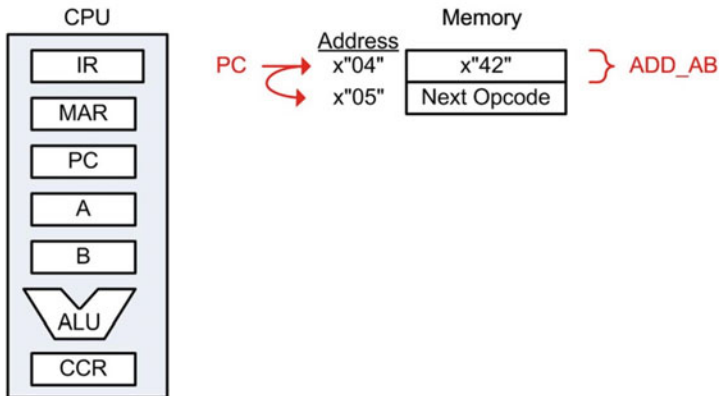 CPU
IR
MAR
PC
A
B
ALU
CCR
Memory
Address
PC x"04" x"42" ADD_AB
x"05" Next Opcode